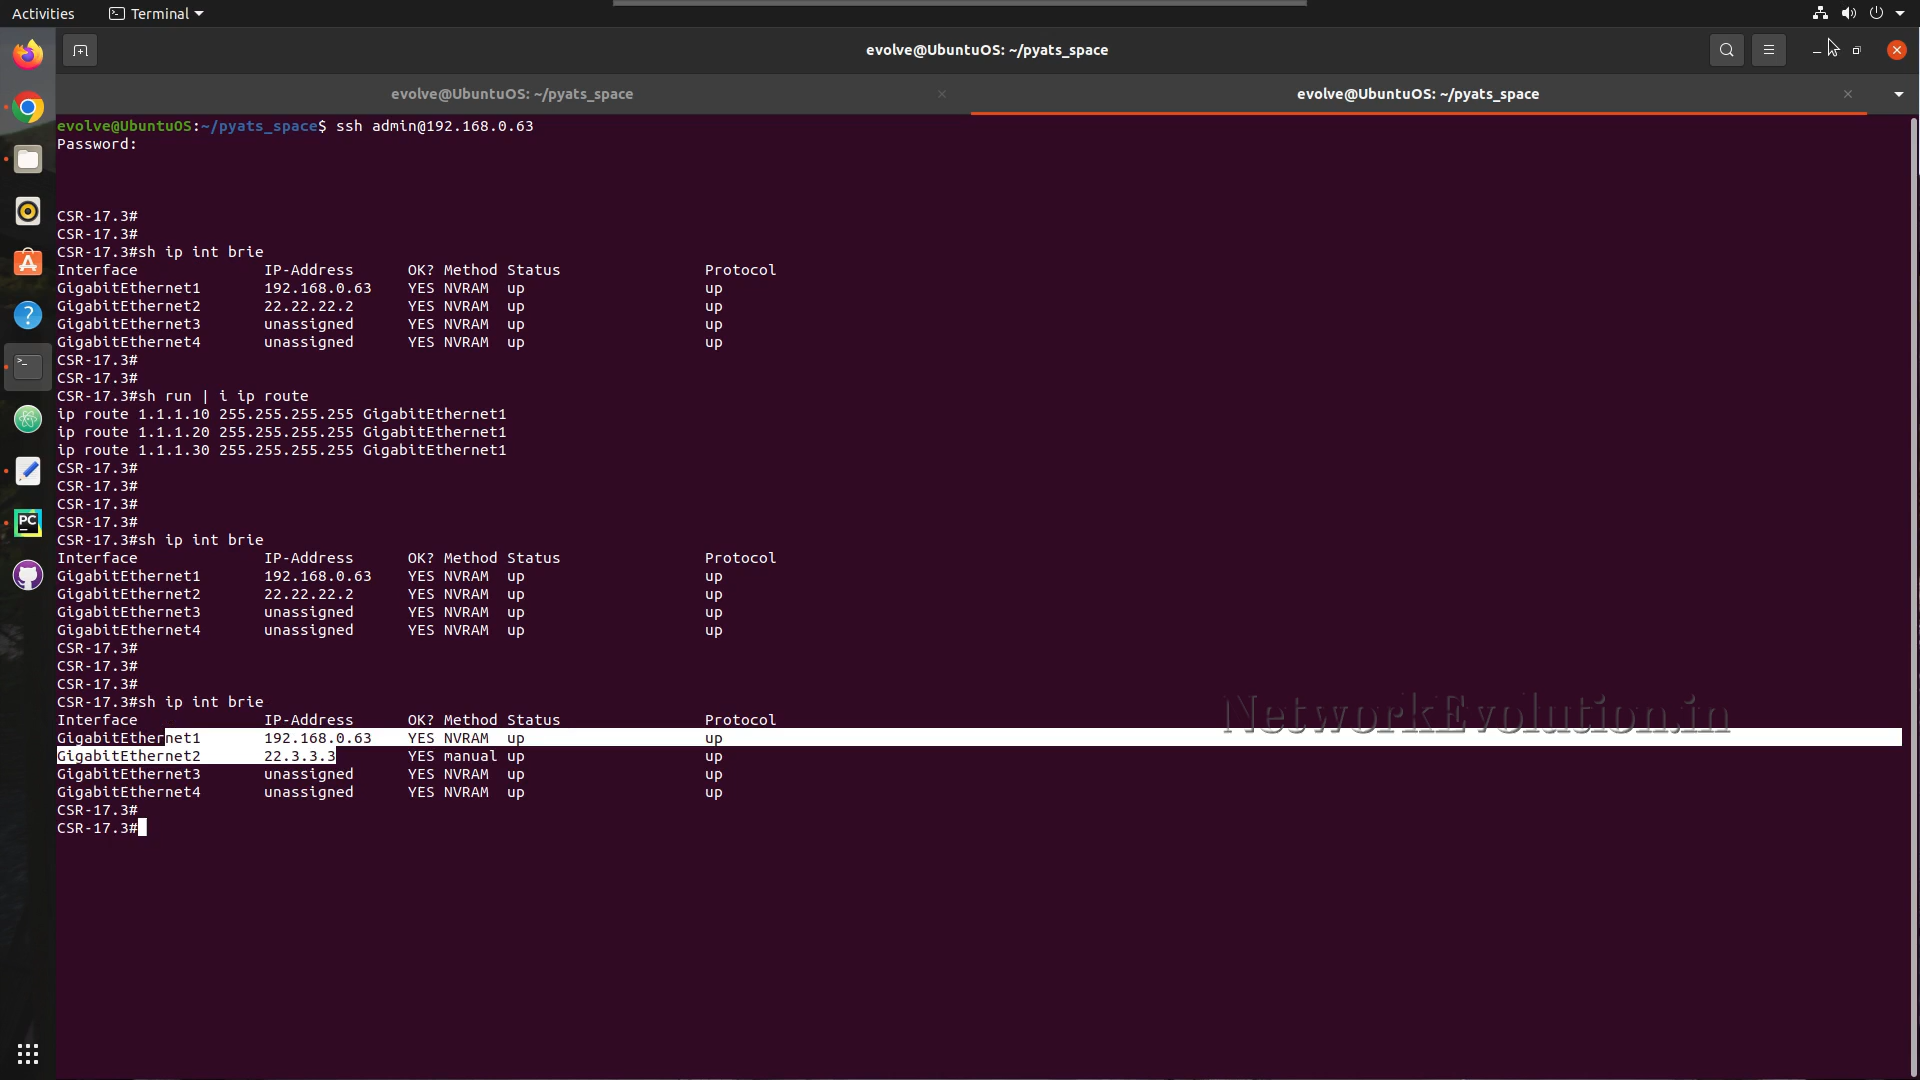 Activities Terminal
evolve@UbuntuOS: ~/pyats_space
evolve@UbuntuOS: ~/pyats_space evolve@UbuntuOS: ~/pyats_space
evolve@UbuntuOS:~/pyats_space$ ssh admin@192.168.0.63
Password:
CSR-17.3#
CSR-17.3#
CSR-17.3#sh ip int brie
Interface IP-Address OK? Method Status Protocol
GigabitEthernet1 192.168.0.63 YES NVRAM up up
GigabitEthernet2 22.22.22.2 YES NVRAM up up
GigabitEthernet3 unassigned YES NVRAM up up
GigabitEthernet4 unassigned YES NVRAM up up
CSR-17.3#
CSR-17.3#
CSR-17.3#sh run | i ip route
ip route 1.1.1.10 255.255.255.255 GigabitEthernet1
ip route 1.1.1.20 255.255.255.255 GigabitEthernet1
ip route 1.1.1.30 255.255.255.255 GigabitEthernet1
CSR-17.3#
CSR-17.3#
CSR-17.3#
CSR-17.3#
CSR-17.3#sh ip int brie
Interface IP-Address OK? Method Status Protocol
GigabitEthernet1 192.168.0.63 YES NVRAM up up
GigabitEthernet2 22.22.22.2 YES NVRAM up up
GigabitEthernet3 unassigned YES NVRAM up up
GigabitEthernet4 unassigned YES NVRAM up up
CSR-17.3#
CSR-17.3#
CSR-17.3#
CSR-17.3#sh ip int brie
Interface IP-Address OK? Method Status Protocol
GigabitEthernet1 192.168.0.63 YES NVRAM up up
GigabitEthernet2 22.3.3.3 YES manual up up
GigabitEthernet3 unassigned YES NVRAM up up
GigabitEthernet4 unassigned YES NVRAM up up
CSR-17.3#
CSR-17.3#
NetworkEvolution.in
PC